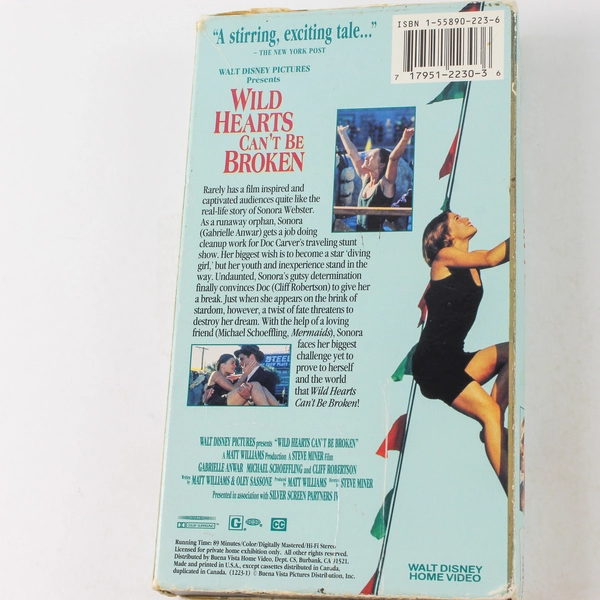 "A stirring, exciting tale..."
– THE NEW YORK POST
ISBN 1-55890-223-6
7 17951-2230-3 6
WALT DISNEY PICTURES
Presents
WILD
HEARTS
CAN'T BE
BROKEN
Rarely has a film inspired and
captivated audiences quite like the
real-life story of Sonora Webster.
As a runaway orphan, Sonora
(Gabrielle Anwar) gets a job doing
cleanup work for Doc Carver's traveling stunt
show. Her biggest wish is to become a star 'diving
girl,' but her youth and inexperience stand in the
way. Undaunted, Sonora's gutsy determination
finally convinces Doc (Cliff Robertson) to give her
a break. Just when she appears on the brink of
stardom, however, a twist of fate threatens to
destroy her dream. With the help of a loving
friend (Michael Schoeffling, Mermaids), Sonora
faces her biggest
challenge yet to
prove to herself
and the world
that Wild Hearts
Can't Be Broken!
STEEL
WALT DISNEY PICTURES presents "WILD HEARTS CAN'T BE BROKEN"
A MATT WILLIAMS Production A STEVE MINER Film
GABRIELLE ANWAR MICHAEL SCHOEFFLING and CLIFF ROBERTSON
Written by MATT WILLIAMS & OLEY SASSONE Produced by MATT WILLIAMS Directed by STEVE MINER
Presented in association with SILVER SCREEN PARTNERS IV
DOLBY SURROUND
G
CC
Running Time: 89 Minutes/Color/Digitally Mastered/Hi-Fi Stereo.
Licensed for private home exhibition only. All other rights reserved.
Distributed by Buena Vista Home Video, Dept. CS, Burbank, CA 91521.
Made and printed in U.S.A., except cassettes distributed in Canada,
duplicated in Canada. (1223-1) © Buena Vista Pictures Distribution, Inc.
WALT DISNEY
HOME VIDEO